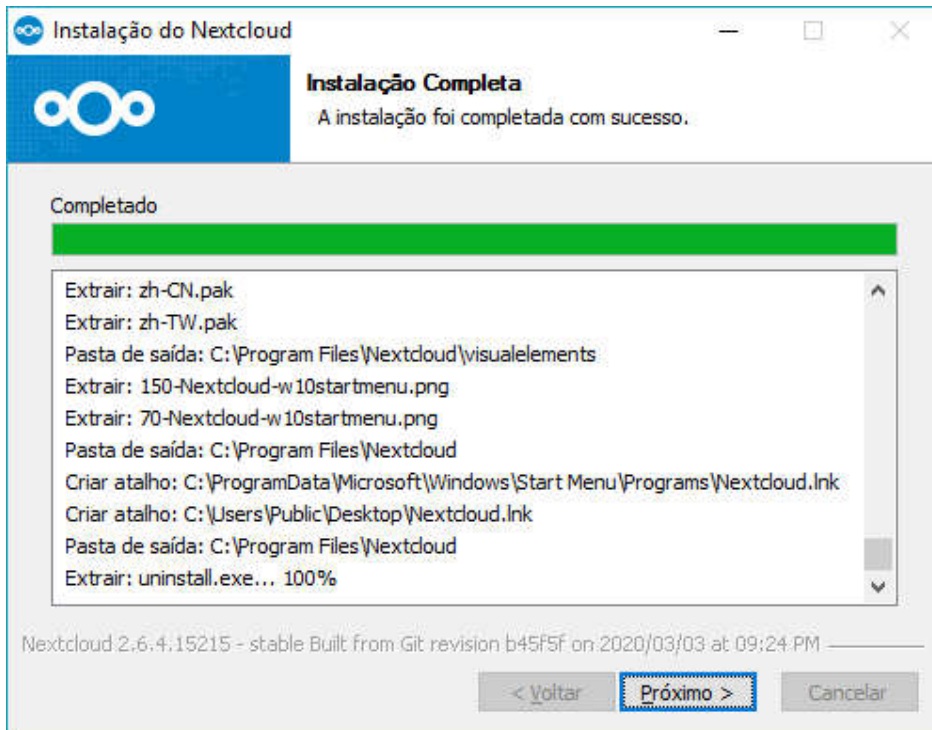 Instalação do Nextcloud
Instalação Completa
A instalação foi completada com sucesso.
Completado
Extrair: zh-CN.pak
Extrair: zh-TW.pak
Pasta de saída: C:\Program Files\Nextcloud\visualelements
Extrair: 150-Nextcloud-w10startmenu.png
Extrair: 70-Nextcloud-w10startmenu.png
Pasta de saída: C:\Program Files\Nextcloud
Criar atalho: C:\ProgramData\Microsoft\Windows\Start Menu\Programs\Nextcloud.lnk
Criar atalho: C:\Users\Public\Desktop\Nextcloud.lnk
Pasta de saída: C:\Program Files\Nextcloud
Extrair: uninstall.exe... 100%
Nextcloud 2.6.4.15215 - stable Built from Git revision b45f5f on 2020/03/03 at 09:24 PM
< Voltar Próximo > Cancelar